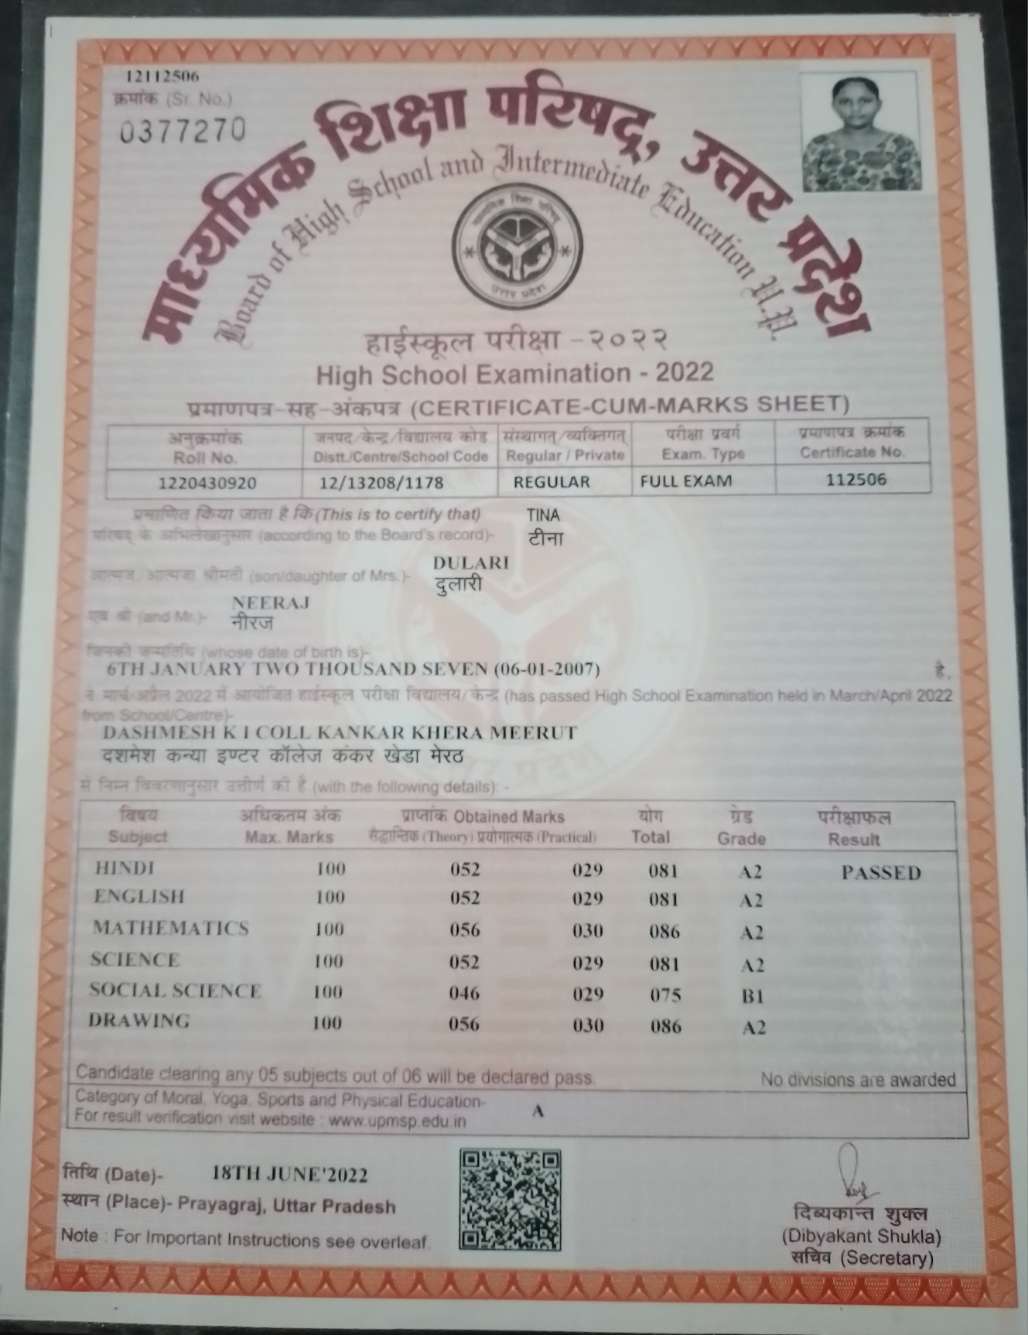 12112506
क्रमांक (Sr. No.)
0377270
माध्यमिक शिक्षा परिषद्, उत्तर प्रदेश
Board of High School and Intermediate Education U.P.
माध्यमिक शिक्षा परिषद
उत्तर प्रदेश
हाईस्कूल परीक्षा - २०२२
High School Examination - 2022
प्रमाणपत्र-सह-अंकपत्र (CERTIFICATE-CUM-MARKS SHEET)
अनुक्रमांक जनपद/केन्द्र/विद्यालय कोड संस्थागत/व्यक्तिगत परीक्षा प्रवर्ग प्रमाणपत्र क्रमांक
Roll No. Distt./Centre/School Code Regular / Private Exam. Type Certificate No.
1220430920 12/13208/1178 REGULAR FULL EXAM 112506
प्रमाणित किया जाता है कि (This is to certify that) TINA
परिषद् के अभिलेखानुसार (according to the Board's record)- टीना
DULARI
आत्मज/आत्मजा श्रीमती (son/daughter of Mrs.)- दुलारी
NEERAJ
एवं श्री (and Mr.)- नीरज
जिनकी जन्मतिथि (whose date of birth is)-
6TH JANUARY TWO THOUSAND SEVEN (06-01-2007) है,
ने मार्च/अप्रैल 2022 में आयोजित हाईस्कूल परीक्षा विद्यालय/केन्द्र (has passed High School Examination held in March/April 2022
from School/Centre)-
DASHMESH K I COLL KANKAR KHERA MEERUT
दशमेश कन्या इण्टर कॉलेज कंकर खेडा मेरठ
से निम्न विवरणानुसार उत्तीर्ण की है (with the following details): -
विषय अधिकतम अंक प्राप्तांक Obtained Marks योग ग्रेड परीक्षाफल
Subject Max. Marks सैद्धान्तिक (Theory) प्रयोगात्मक (Practical) Total Grade Result
HINDI 100 052 029 081 A2 PASSED
ENGLISH 100 052 029 081 A2
MATHEMATICS 100 056 030 086 A2
SCIENCE 100 052 029 081 A2
SOCIAL SCIENCE 100 046 029 075 B1
DRAWING 100 056 030 086 A2
Candidate clearing any 05 subjects out of 06 will be declared pass. No divisions are awarded
Category of Moral, Yoga, Sports and Physical Education- A
For result verification visit website : www.upmsp.edu.in
तिथि (Date)- 18TH JUNE'2022
स्थान (Place)- Prayagraj, Uttar Pradesh
Note : For Important Instructions see overleaf.
दिब्यकान्त शुक्ल
(Dibyakant Shukla)
सचिव (Secretary)